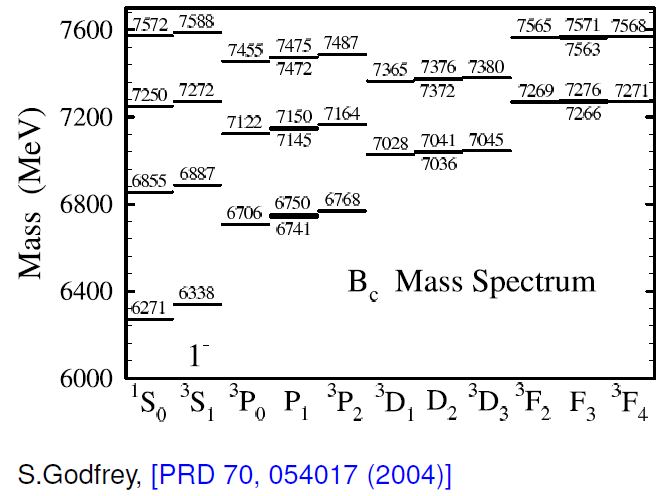 7600
7200
6800
6400
6000
Mass (MeV)
7572 7588 7455 7475 7487 7565 7571 7568
7472 7365 7376 7380 7563
7372
7250 7272 7122 7150 7164 7269 7276 7271
7145 7028 7041 7045 7266
7036
6855 6887 6706 6750 6768
6741
6271 6338
B_c Mass Spectrum
1⁻
¹S₀ ³S₁ ³P₀ P₁ ³P₂ ³D₁ D₂ ³D₃ ³F₂ F₃ ³F₄
S.Godfrey, [PRD 70, 054017 (2004)]